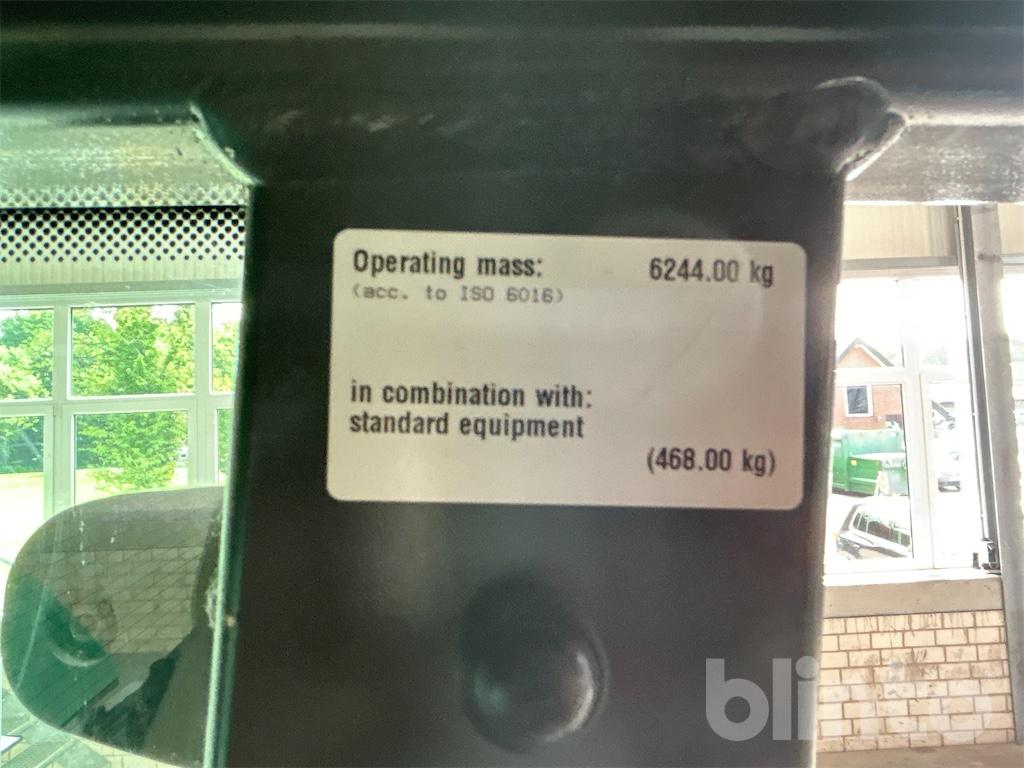 Operating mass: 6244.00 kg
(acc. to ISO 6016)
in combination with:
standard equipment
(468.00 kg)
blinto